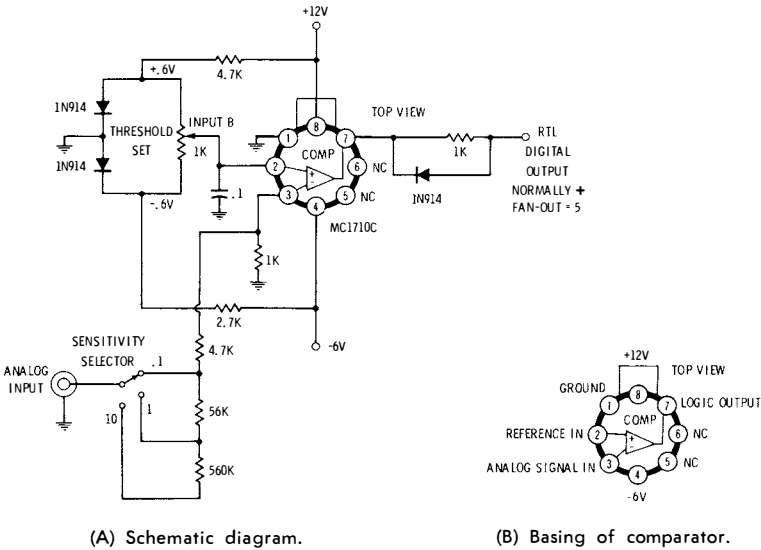 +12V
+.6V
4.7K
1N914
INPUT B
TOP VIEW
THRESHOLD
SET
1K
1N914
8
1
7
COMP
2
6
NC
+
-
3
5
NC
4
.1
MC1710C
1K
1N914
RTL
DIGITAL
OUTPUT
NORMALLY +
FAN-OUT = 5
-.6V
1K
2.7K
-6V
SENSITIVITY
SELECTOR
.1
4.7K
ANALOG
INPUT
1
10
56K
560K
+12V
TOP VIEW
GROUND
8
1
7
LOGIC OUTPUT
COMP
REFERENCE IN
2
6
NC
+
-
ANALOG SIGNAL IN
3
5
NC
4
-6V
(A) Schematic diagram.
(B) Basing of comparator.